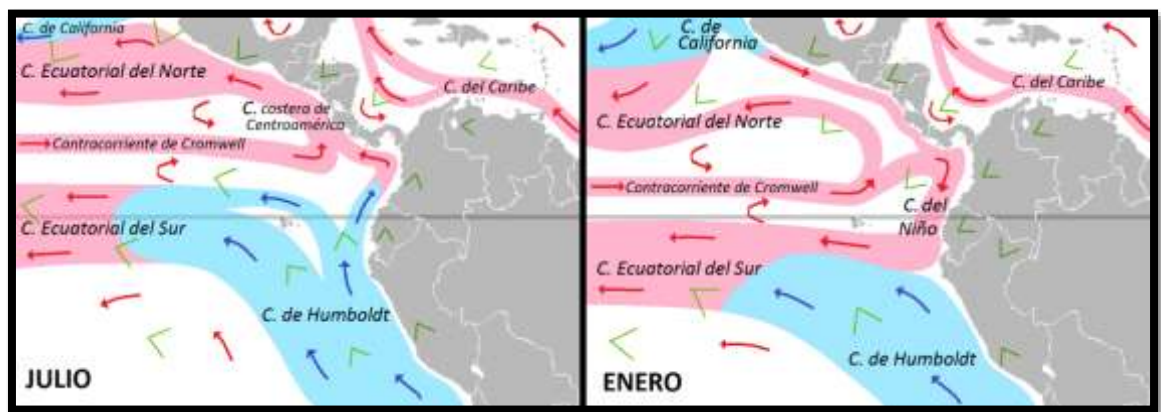 C. de California
C. Ecuatorial del Norte
C. costera de
Centroamérica
C. del Caribe
Contracorriente de Cromwell
C. Ecuatorial del Sur
C. de Humboldt
JULIO
C. de
California
C. del Caribe
C. Ecuatorial del Norte
Contracorriente de Cromwell
C. del
Niño
C. Ecuatorial del Sur
C. de Humboldt
ENERO